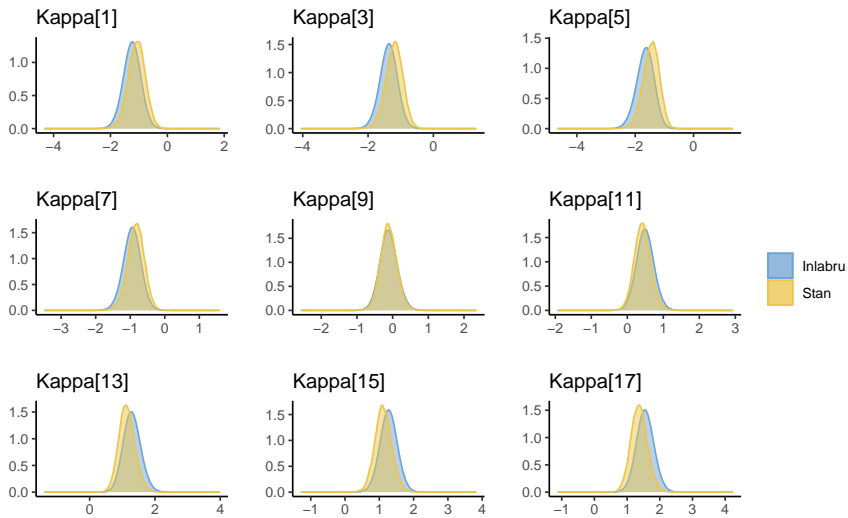 Kappa[1] Kappa[3] Kappa[5]
1.0 0.5 0.0
−4 −2 0 2
1.5 1.0 0.5 0.0
−4 −2 0
1.5 1.0 0.5 0.0
−4 −2 0
Kappa[7] Kappa[9] Kappa[11]
1.5 1.0 0.5 0.0
−3 −2 −1 0 1
1.5 1.0 0.5 0.0
−2 −1 0 1 2
1.5 1.0 0.5 0.0
−2 −1 0 1 2 3
Inlabru
Stan
Kappa[13] Kappa[15] Kappa[17]
1.5 1.0 0.5 0.0
0 2 4
1.5 1.0 0.5 0.0
−1 0 1 2 3 4
1.5 1.0 0.5 0.0
−1 0 1 2 3 4